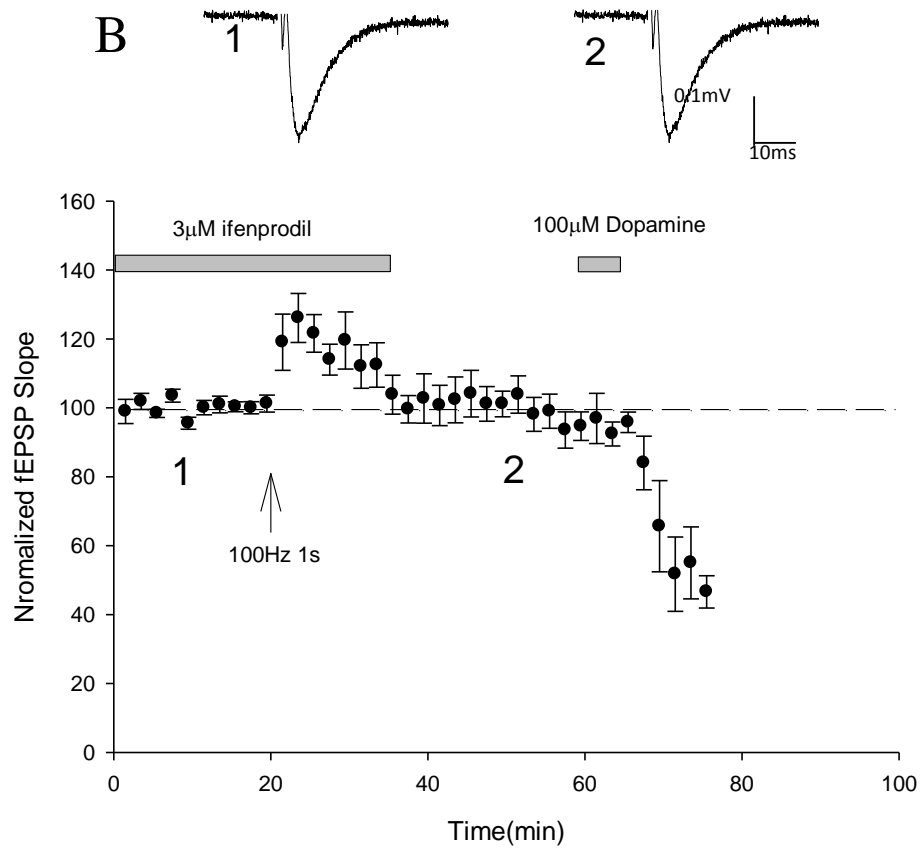 B
1
2
0.1mV
10ms
160
3μM ifenprodil
100μM Dopamine
140
120
100
1
2
80
100Hz 1s
60
40
20
0
Nromalized fEPSP Slope
0
20
40
60
80
100
Time(min)